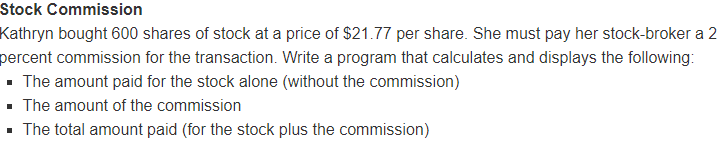 Stock Commission
Kathryn bought 600 shares of stock at a price of $21.77 per share. She must pay her stock-broker a 2
percent commission for the transaction. Write a program that calculates and displays the following:
▪ The amount paid for the stock alone (without the commission)
▪ The amount of the commission
▪ The total amount paid (for the stock plus the commission)